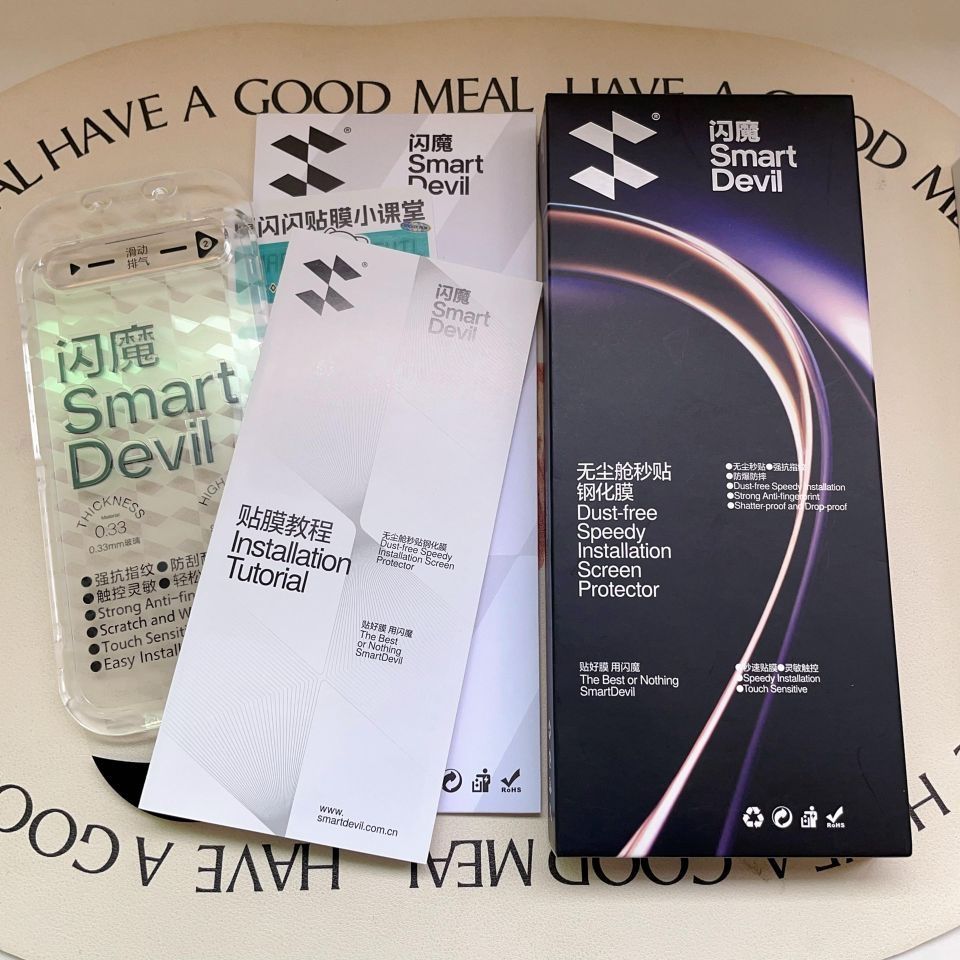 HAVE A GOOD MEAL
HAVE A
GOOD MEAL
滑动
排气
2
闪魔
Smart
Devil
THICKNESS
0.33
0.33mm玻璃
HIGH
强抗指纹
防刮
触控灵敏
轻松
Strong Anti-fin
Scratch and W
Touch Sensiti
Easy Install
®
闪魔
Smart
Devil
闪闪贴膜小课堂
RoHS
®
闪魔
Smart
Devil
贴膜教程
Installation
Tutorial
无尘舱秒贴钢化膜
Dust-free Speedy
Installation Screen
Protector
贴好膜 用闪魔
The Best
or Nothing
SmartDevil
www.
smartdevil.com.cn
®
闪魔
Smart
Devil
无尘舱秒贴
钢化膜
Dust-free
Speedy
Installation
Screen
Protector
●无尘秒贴●强抗指纹
●防爆防摔
●Dust-free Speedy Installation
●Strong Anti-fingerprint
●Shatter-proof and Drop-proof
贴好膜 用闪魔
The Best or Nothing
SmartDevil
●秒速贴膜●灵敏触控
●Speedy Installation
●Touch Sensitive
RoHS
A GOOD MEAL
HAVE A
GOOD MEAL
HAVE